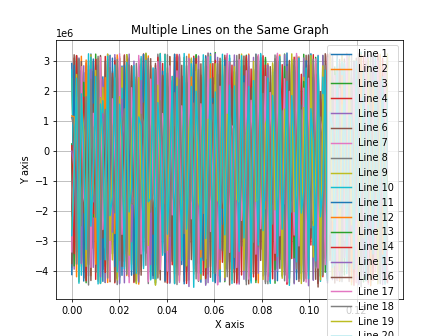 Multiple Lines on the Same Graph
1e6
3
2
1
0
−1
−2
−3
−4
Y axis
0.00 0.02 0.04 0.06 0.08 0.10
X axis
Line 1
Line 2
Line 3
Line 4
Line 5
Line 6
Line 7
Line 8
Line 9
Line 10
Line 11
Line 12
Line 13
Line 14
Line 15
Line 16
Line 17
Line 18
Line 19
Line 20